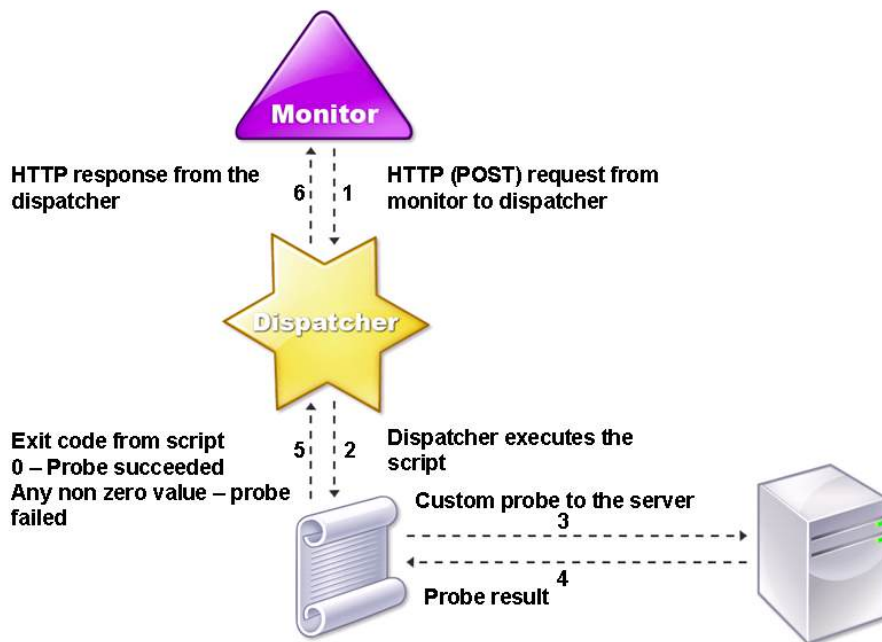 Monitor
HTTP response from the
dispatcher
6
1
HTTP (POST) request from
monitor to dispatcher
Dispatcher
Exit code from script
0 – Probe succeeded
Any non zero value – probe
failed
5
2
Dispatcher executes the
script
Custom probe to the server
3
4
Probe result